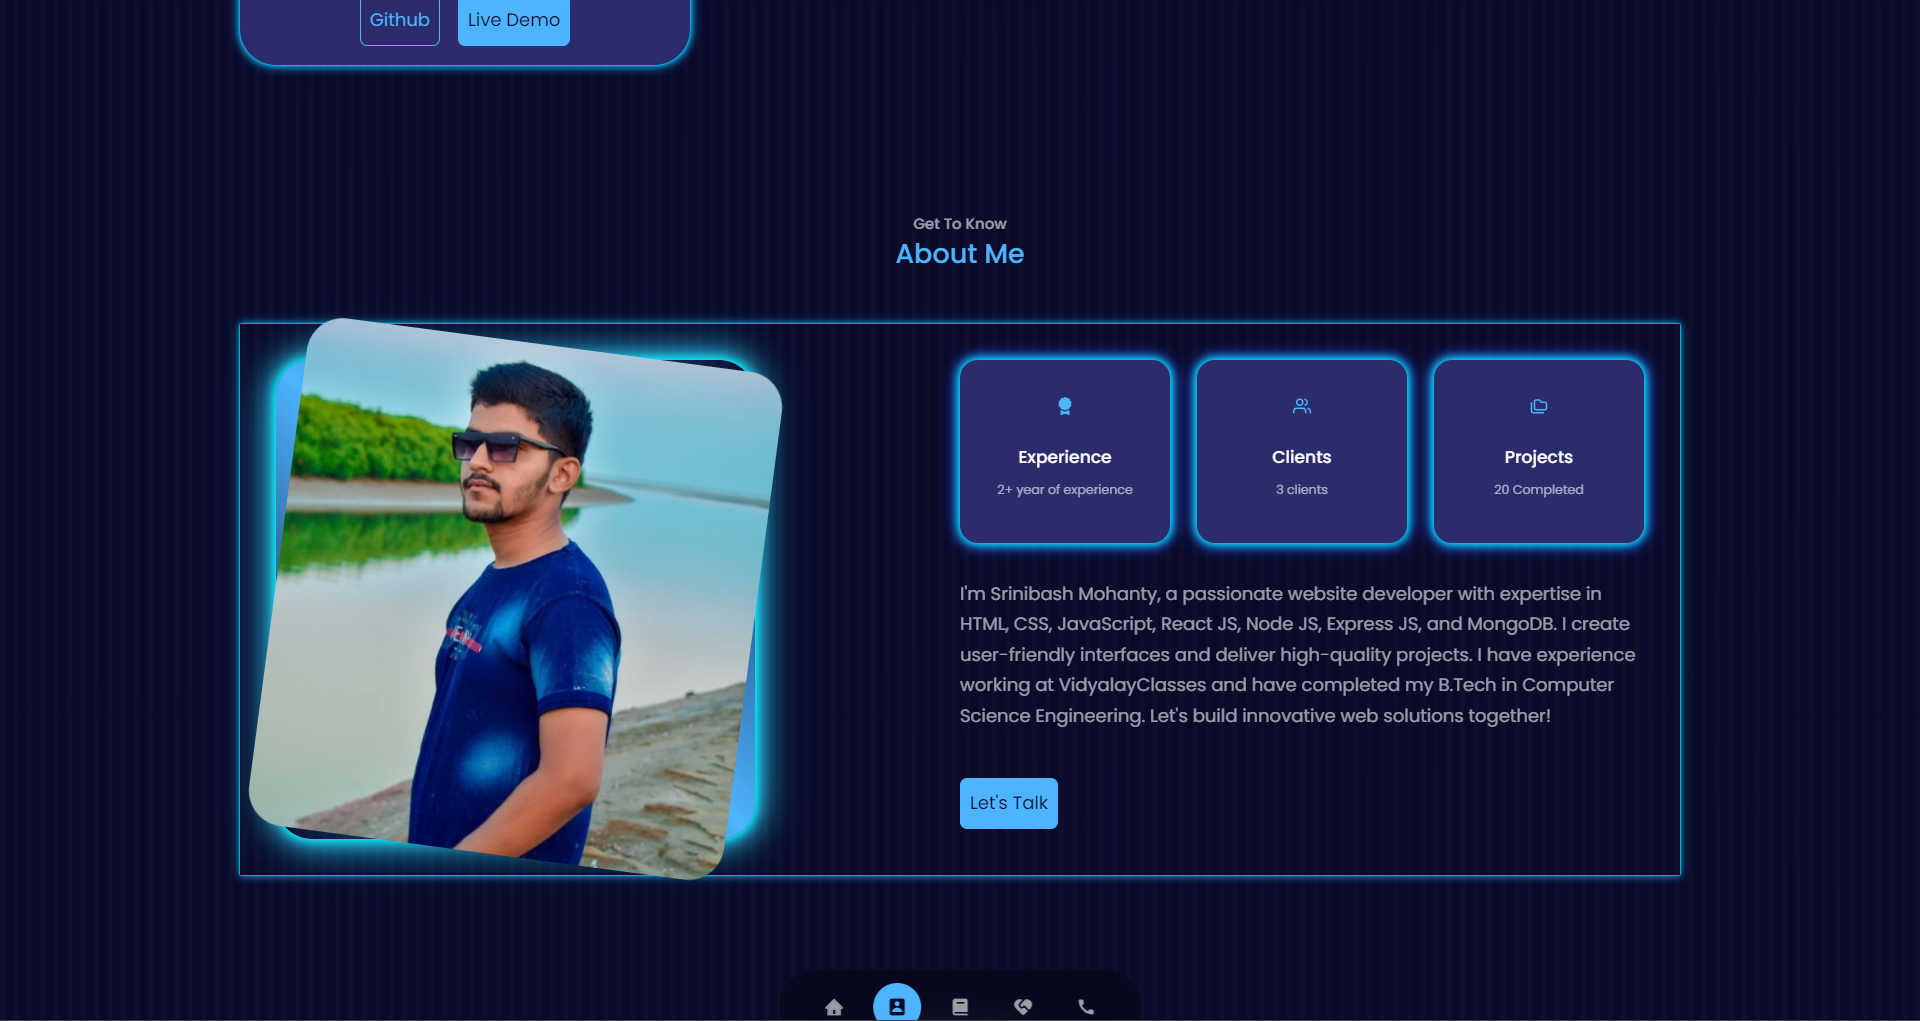 Github
Live Demo
Get To Know
About Me
Experience
2+ year of experience
Clients
3 clients
Projects
20 Completed
I'm Srinibash Mohanty, a passionate website developer with expertise in
HTML, CSS, JavaScript, React JS, Node JS, Express JS, and MongoDB. I create
user-friendly interfaces and deliver high-quality projects. I have experience
working at VidyalayClasses and have completed my B.Tech in Computer
Science Engineering. Let's build innovative web solutions together!
Let's Talk